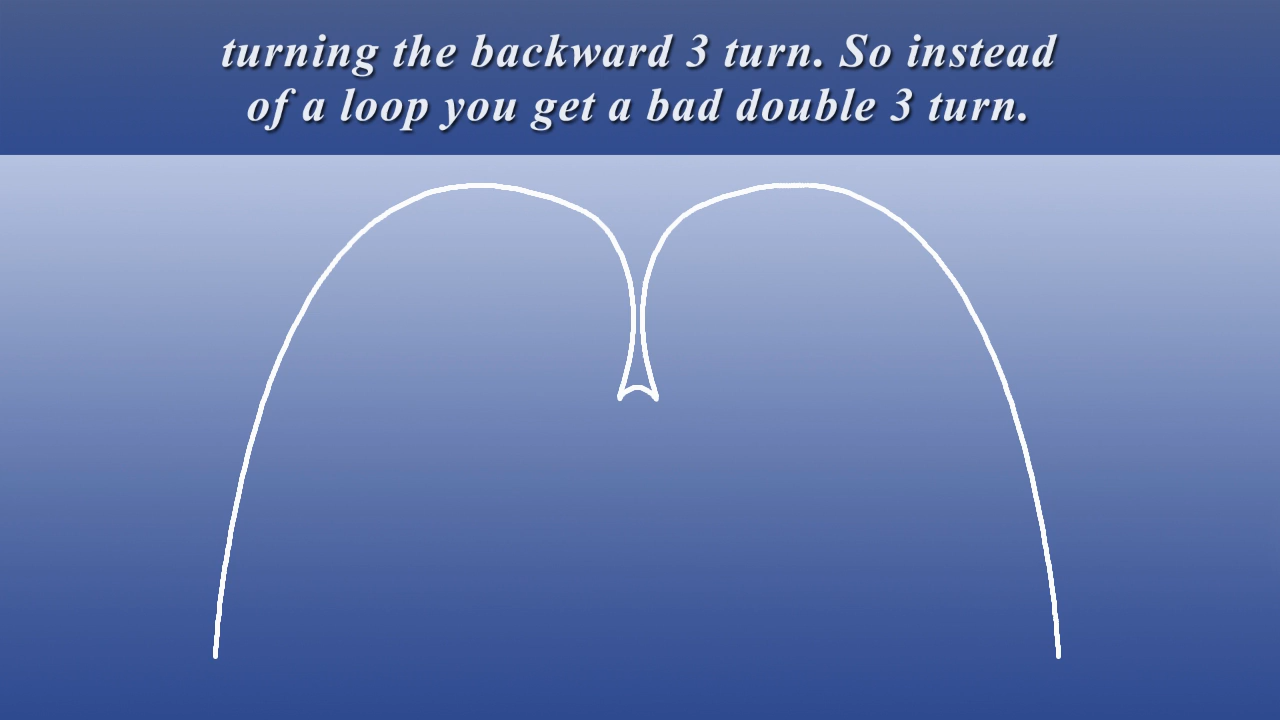 turning the backward 3 turn. So instead
of a loop you get a bad double 3 turn.